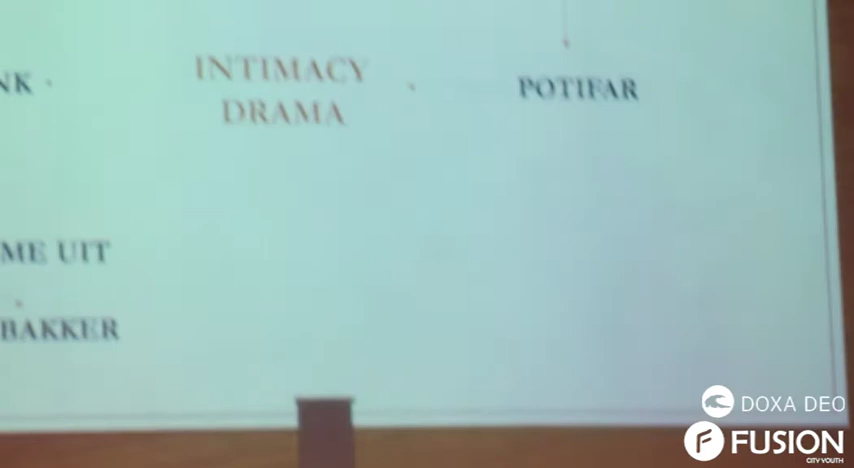 NK
INTIMACY
DRAMA
POTIFAR
ME UIT
BAKKER
DOXA DEO
FUSION
CITY YOUTH